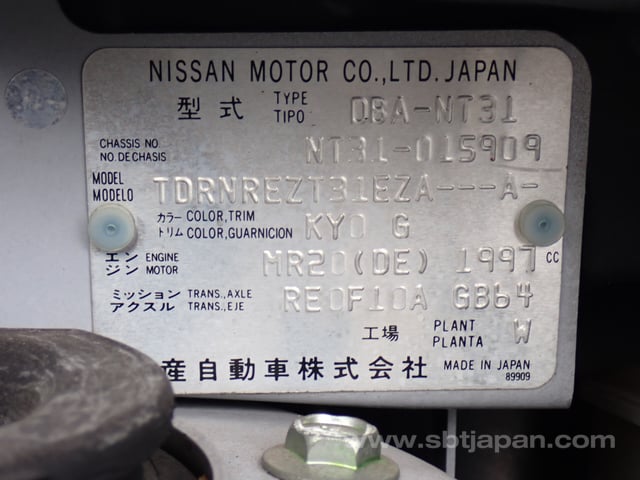 NISSAN MOTOR CO.,LTD. JAPAN
型式 TYPE TIPO DBA-NT31
CHASSIS NO. NO. DE CHASIS NT31-015909
MODEL MODELO TDRNREZT31EZA---A-
カラー COLOR, TRIM
トリム COLOR, GUARNICION KY0 G
エン ENGINE
ジン MOTOR MR20(DE) 1997 CC
ミッション TRANS., AXLE
アクスル TRANS., EJE RE0F10A GB64
工場 PLANT PLANTA W
産自動車株式会社 MADE IN JAPAN
89909
www.sbtjapan.com